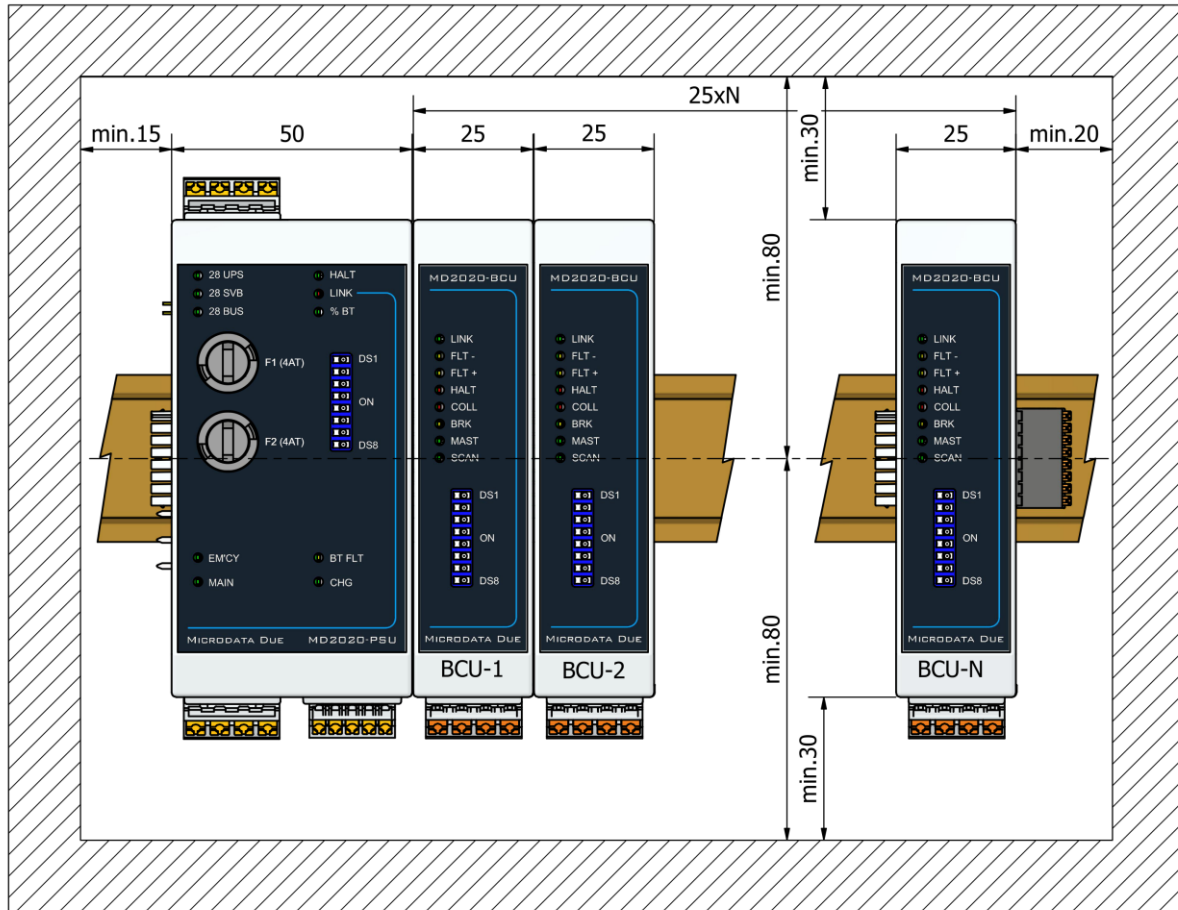 25xN
min.15
50
25
25
25
min.20
min.30
min.80
28 UPS
28 SVB
28 BUS
HALT
LINK
% BT
F1 (4AT)
F2 (4AT)
DS1
ON
DS8
EM'CY
MAIN
BT FLT
CHG
MICRODATA DUE
MD2020-PSU
MD2020-BCU
LINK
FLT -
FLT +
HALT
COLL
BRK
MAST
SCAN
DS1
ON
DS8
MICRODATA DUE
BCU-1
MD2020-BCU
LINK
FLT -
FLT +
HALT
COLL
BRK
MAST
SCAN
DS1
ON
DS8
MICRODATA DUE
BCU-2
MD2020-BCU
LINK
FLT -
FLT +
HALT
COLL
BRK
MAST
SCAN
DS1
ON
DS8
MICRODATA DUE
BCU-N
min.80
min.30